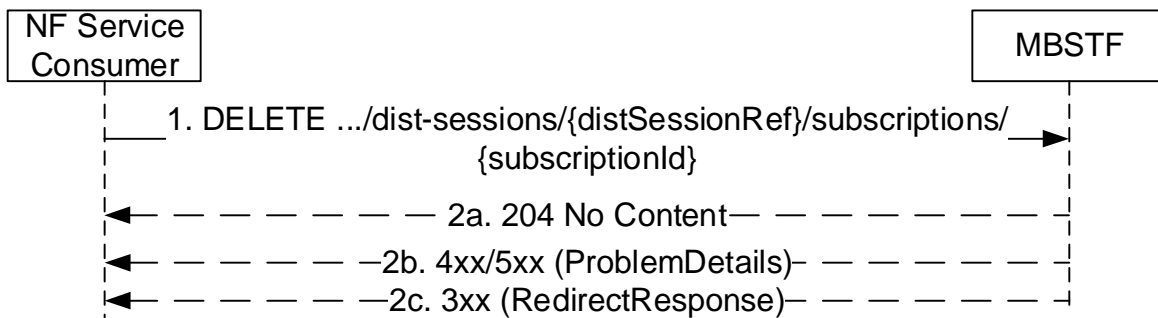 NF Service
Consumer
MBSTF
1. DELETE .../dist-sessions/{distSessionRef}/subscriptions/
{subscriptionId}
2a. 204 No Content
2b. 4xx/5xx (ProblemDetails)
2c. 3xx (RedirectResponse)